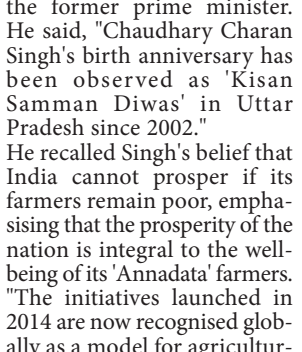 the former prime minister.
He said, "Chaudhary Charan
Singh's birth anniversary has
been observed as 'Kisan
Samman Diwas' in Uttar
Pradesh since 2002."
He recalled Singh's belief that
India cannot prosper if its
farmers remain poor, empha-
sising that the prosperity of the
nation is integral to the well-
being of its 'Annadata' farmers.
"The initiatives launched in
2014 are now recognised glob-
ally as a model for agricultur-